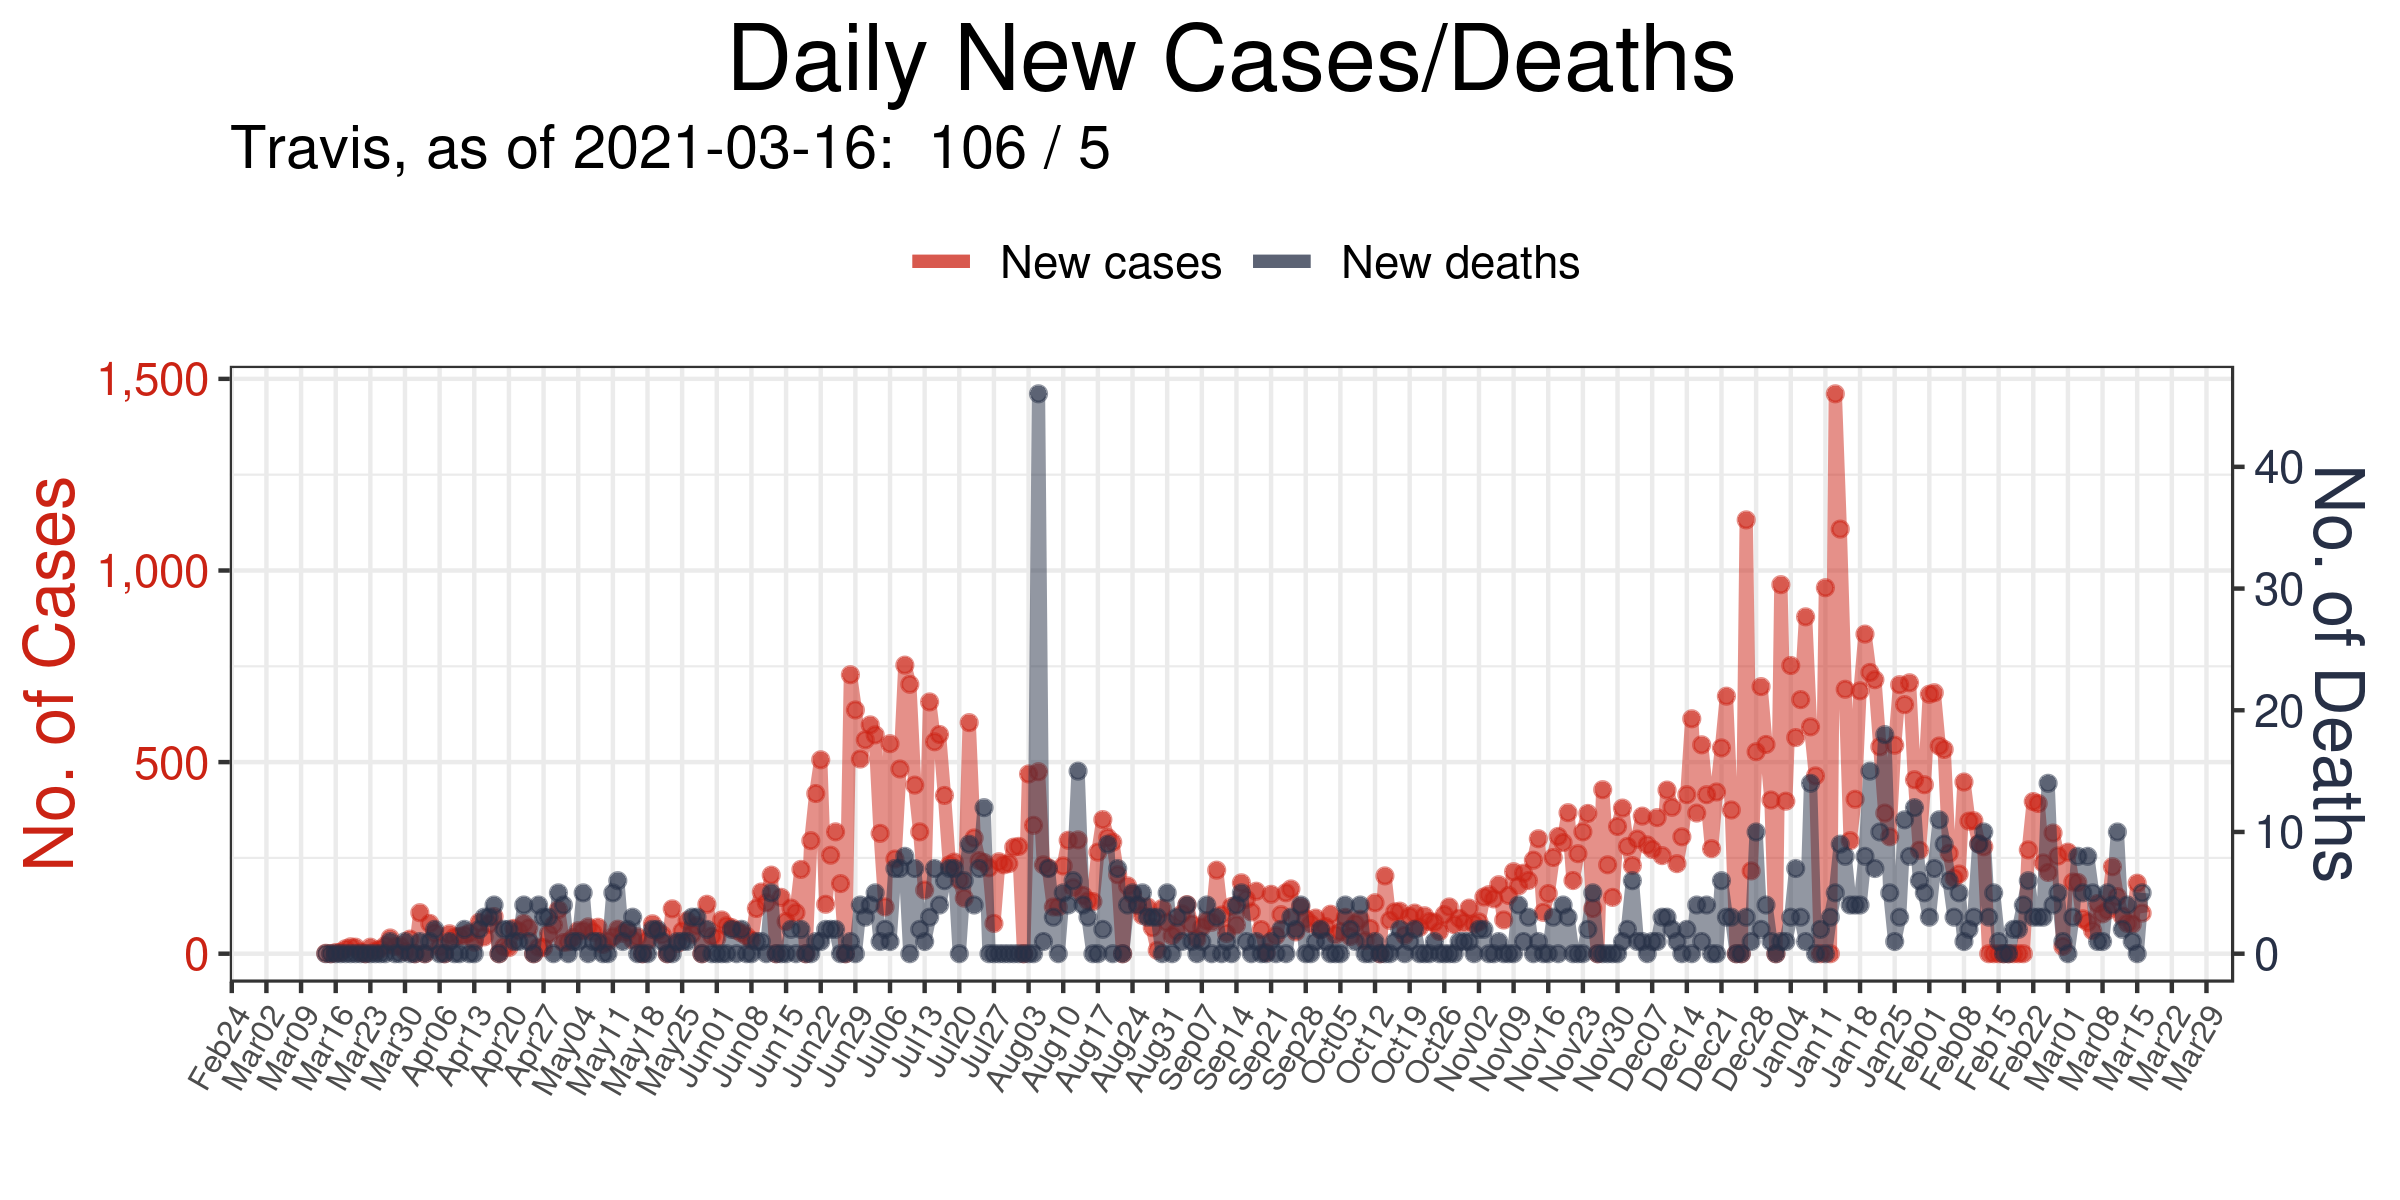 Daily New Cases/Deaths
Travis, as of 2021-03-16:  106 / 5
New cases
New deaths
No. of Cases
1,500
1,000
500
0
No. of Deaths
40
30
20
10
0
Feb24
Mar02
Mar09
Mar16
Mar23
Mar30
Apr06
Apr13
Apr20
Apr27
May04
May11
May18
May25
Jun01
Jun08
Jun15
Jun22
Jun29
Jul06
Jul13
Jul20
Jul27
Aug03
Aug10
Aug17
Aug24
Aug31
Sep07
Sep14
Sep21
Sep28
Oct05
Oct12
Oct19
Oct26
Nov02
Nov09
Nov16
Nov23
Nov30
Dec07
Dec14
Dec21
Dec28
Jan04
Jan11
Jan18
Jan25
Feb01
Feb08
Feb15
Feb22
Mar01
Mar08
Mar15
Mar22
Mar29